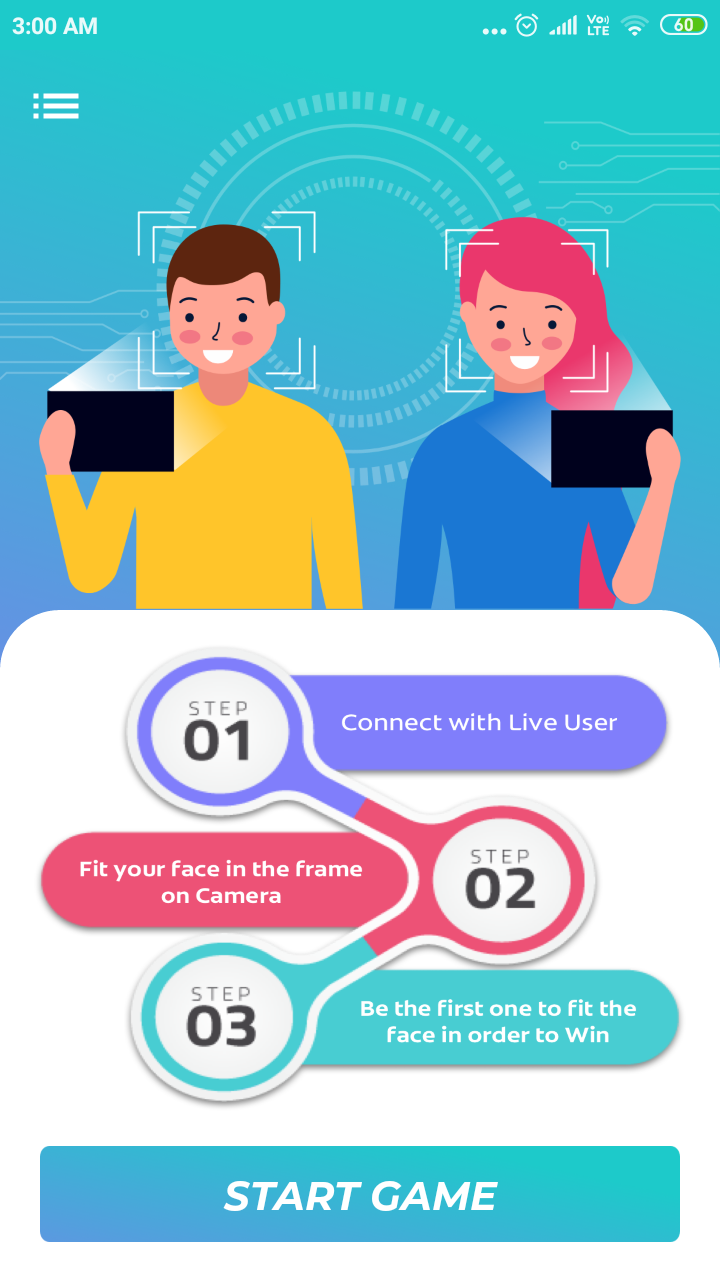 3:00 AM
Vo)) LTE
60
STEP
01
Connect with Live User
Fit your face in the frame
on Camera
STEP
02
STEP
03
Be the first one to fit the
face in order to Win
START GAME